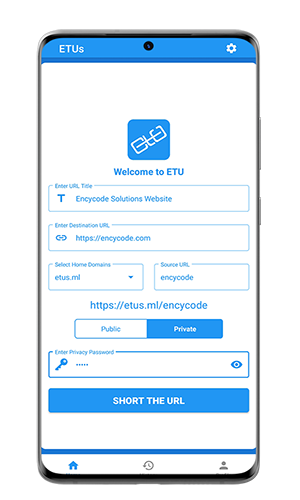 ETUs
etu
Welcome to ETU
Enter URL Title
Encycode Solutions Website
Enter Destination URL
https://encycode.com
Select Home Domains
Source URL
etus.ml
encycode
https://etus.ml/encycode
Public
Private
Enter Privacy Password
•••••
SHORT THE URL